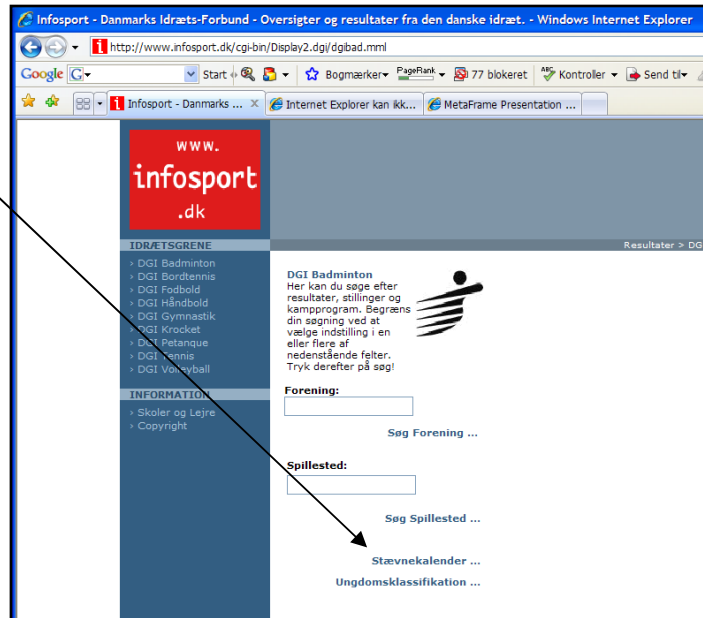 Infosport - Danmarks Idræts-Forbund - Oversigter og resultater fra den danske idræt. - Windows Internet Explorer
http://www.infosport.dk/cgi-bin/Display2.dgi/dgibad.mml
Google G Start Bogmærker PageRank 77 blokeret ABC Kontroller Send til
Infosport - Danmarks ... x Internet Explorer kan ikk... MetaFrame Presentation ...
www.
infosport
.dk
IDRÆTSGRENE
Resultater > DG
› DGI Badminton
› DGI Bordtennis
› DGI Fodbold
› DGI Håndbold
› DGI Gymnastik
› DGI Krocket
› DGI Petanque
› DGI Tennis
› DGI Volleyball
INFORMATION
› Skoler og Lejre
› Copyright
DGI Badminton
Her kan du søge efter
resultater, stillinger og
kampprogram. Begræns
din søgning ved at
vælge indstilling i en
eller flere af
nedenstående felter.
Tryk derefter på søg!
Forening:
Søg Forening ...
Spillested:
Søg Spillested ...
Stævnekalender ...
Ungdomsklassifikation ...